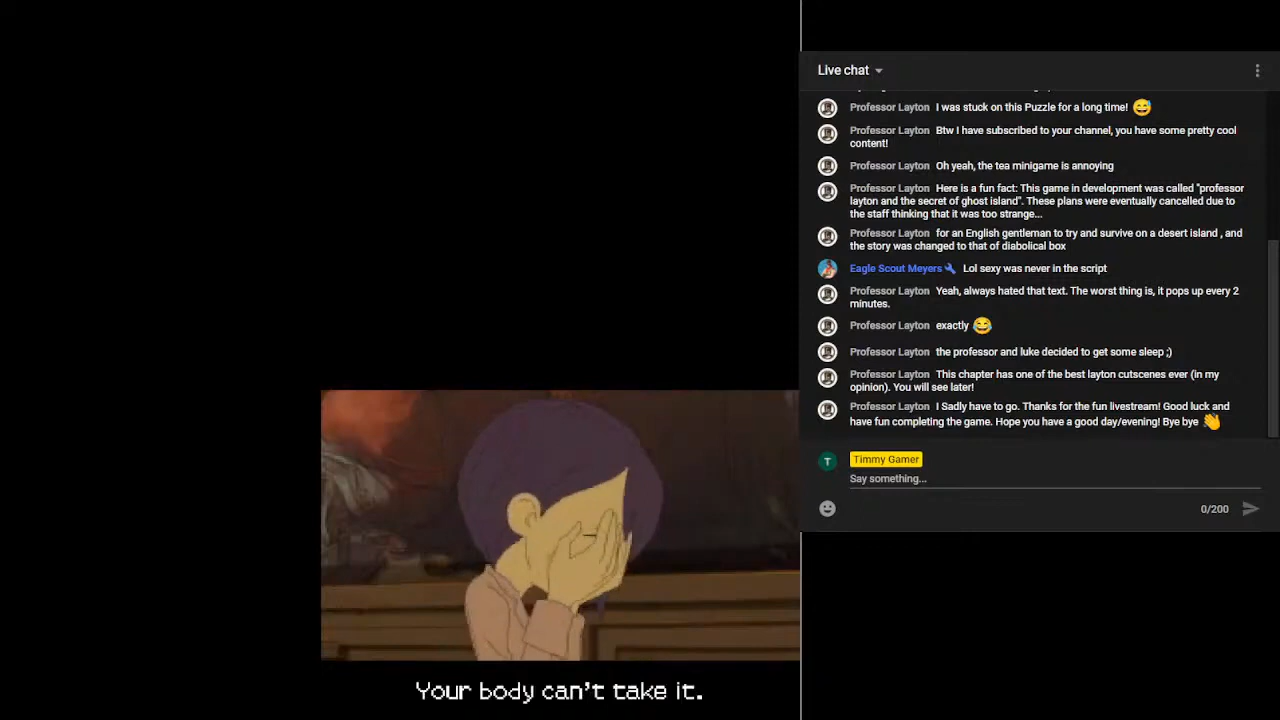 Live chat
Professor Layton I was stuck on this Puzzle for a long time! 😅
Professor Layton Btw I have subscribed to your channel, you have some pretty cool
content!
Professor Layton Oh yeah, the tea minigame is annoying
Professor Layton Here is a fun fact: This game in development was called "professor
layton and the secret of ghost island". These plans were eventually cancelled due to
the staff thinking that it was too strange...
Professor Layton for an English gentleman to try and survive on a desert island , and
the story was changed to that of diabolical box
Eagle Scout Meyers Lol sexy was never in the script
Professor Layton Yeah, always hated that text. The worst thing is, it pops up every 2
minutes.
Professor Layton exactly 😂
Professor Layton the professor and luke decided to get some sleep ;)
Professor Layton This chapter has one of the best layton cutscenes ever (in my
opinion). You will see later!
Professor Layton I Sadly have to go. Thanks for the fun livestream! Good luck and
have fun completing the game. Hope you have a good day/evening! Bye bye 👋
T
Timmy Gamer
Say something...
0/200
Your body can't take it.